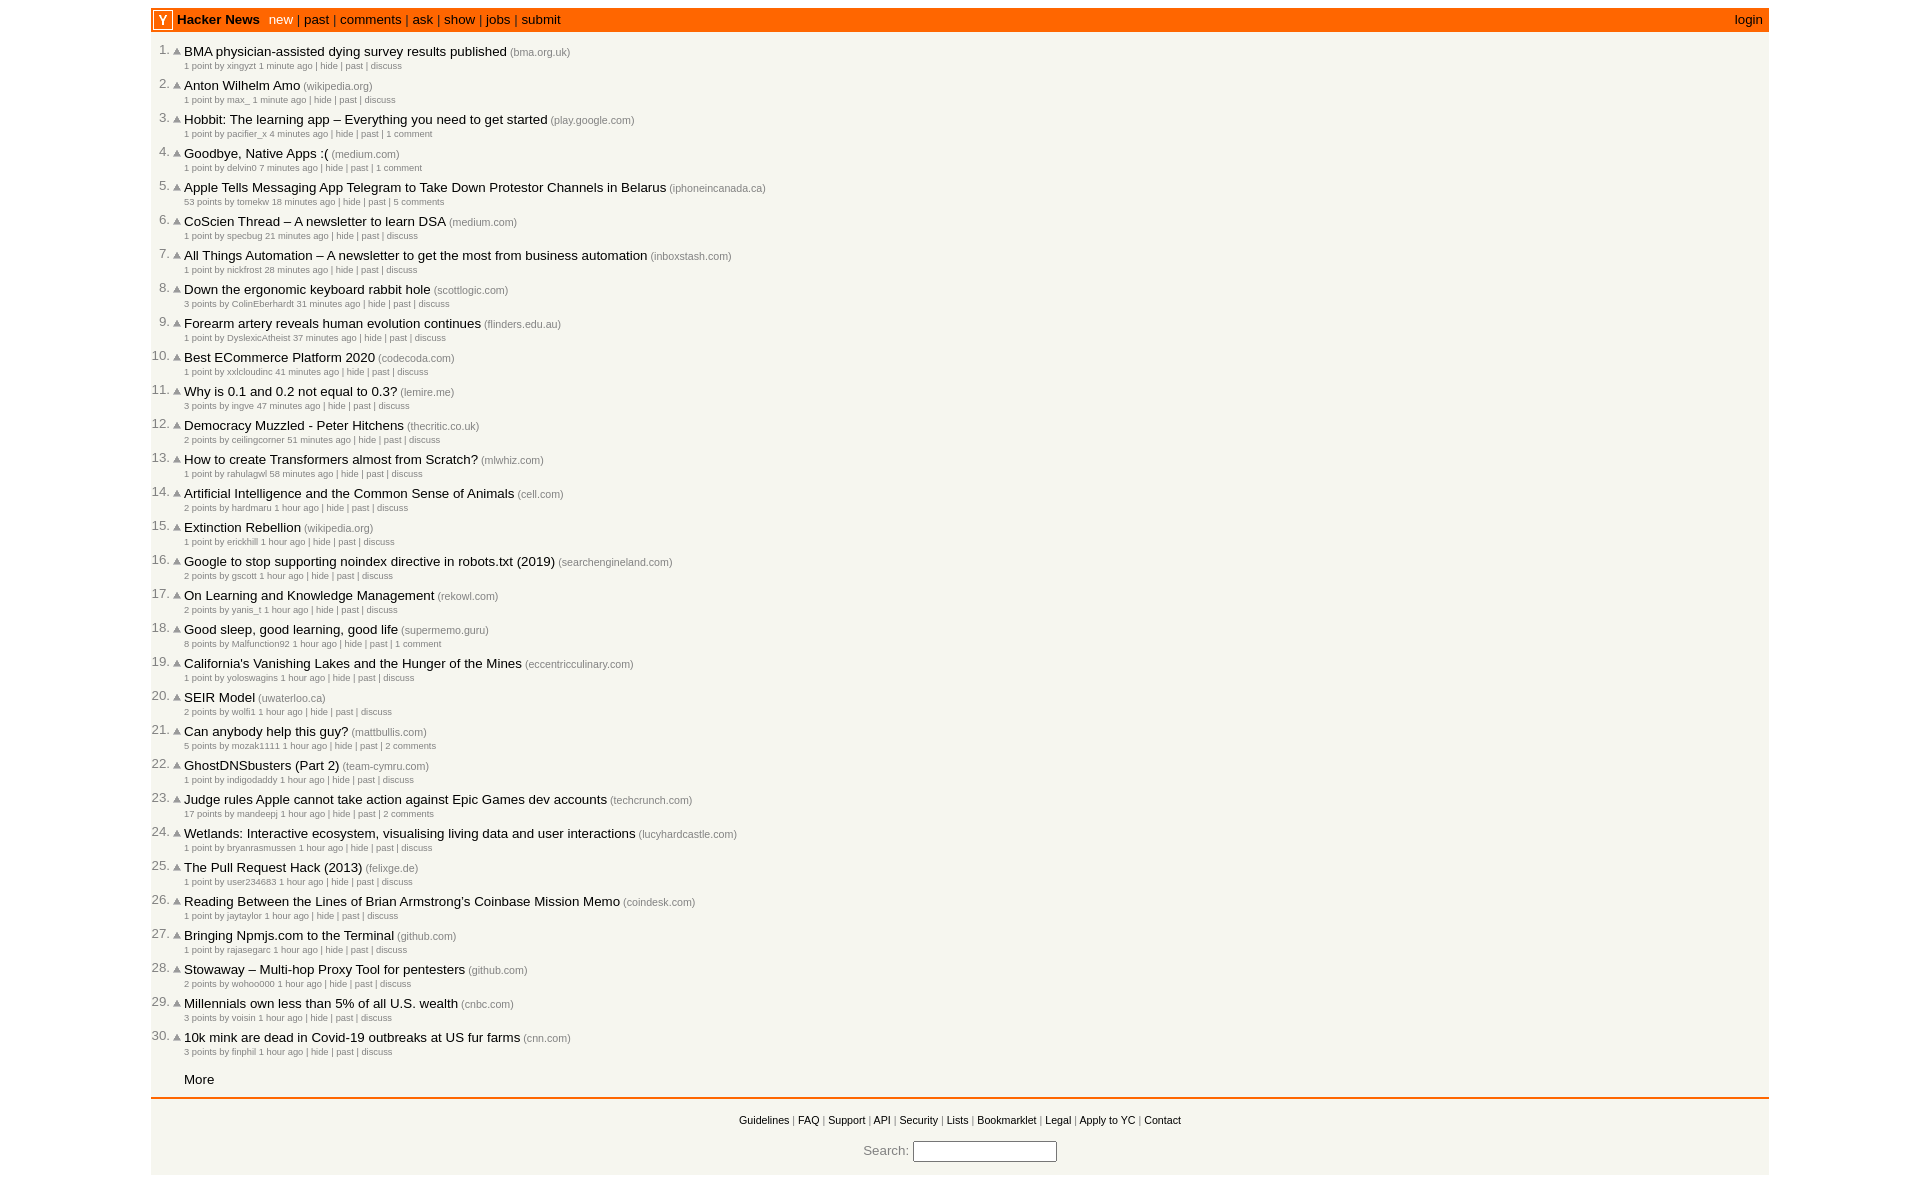 Y Hacker News new | past | comments | ask | show | jobs | submit login
1. BMA physician-assisted dying survey results published (bma.org.uk)
1 point by xingyzt 1 minute ago | hide | past | discuss
2. Anton Wilhelm Amo (wikipedia.org)
1 point by max_ 1 minute ago | hide | past | discuss
3. Hobbit: The learning app – Everything you need to get started (play.google.com)
1 point by pacifier_x 4 minutes ago | hide | past | 1 comment
4. Goodbye, Native Apps :( (medium.com)
1 point by delvin0 7 minutes ago | hide | past | 1 comment
5. Apple Tells Messaging App Telegram to Take Down Protestor Channels in Belarus (iphoneincanada.ca)
53 points by tomekw 18 minutes ago | hide | past | 5 comments
6. CoScien Thread – A newsletter to learn DSA (medium.com)
1 point by specbug 21 minutes ago | hide | past | discuss
7. All Things Automation – A newsletter to get the most from business automation (inboxstash.com)
1 point by nickfrost 28 minutes ago | hide | past | discuss
8. Down the ergonomic keyboard rabbit hole (scottlogic.com)
3 points by ColinEberhardt 31 minutes ago | hide | past | discuss
9. Forearm artery reveals human evolution continues (flinders.edu.au)
1 point by DyslexicAtheist 37 minutes ago | hide | past | discuss
10. Best ECommerce Platform 2020 (codecoda.com)
1 point by xxlcloudinc 41 minutes ago | hide | past | discuss
11. Why is 0.1 and 0.2 not equal to 0.3? (lemire.me)
3 points by ingve 47 minutes ago | hide | past | discuss
12. Democracy Muzzled - Peter Hitchens (thecritic.co.uk)
2 points by ceilingcorner 51 minutes ago | hide | past | discuss
13. How to create Transformers almost from Scratch? (mlwhiz.com)
1 point by rahulagwl 58 minutes ago | hide | past | discuss
14. Artificial Intelligence and the Common Sense of Animals (cell.com)
2 points by hardmaru 1 hour ago | hide | past | discuss
15. Extinction Rebellion (wikipedia.org)
1 point by erickhill 1 hour ago | hide | past | discuss
16. Google to stop supporting noindex directive in robots.txt (2019) (searchengineland.com)
2 points by gscott 1 hour ago | hide | past | discuss
17. On Learning and Knowledge Management (rekowl.com)
2 points by yanis_t 1 hour ago | hide | past | discuss
18. Good sleep, good learning, good life (supermemo.guru)
8 points by Malfunction92 1 hour ago | hide | past | 1 comment
19. California's Vanishing Lakes and the Hunger of the Mines (eccentricculinary.com)
1 point by yoloswagins 1 hour ago | hide | past | discuss
20. SEIR Model (uwaterloo.ca)
2 points by wolfi1 1 hour ago | hide | past | discuss
21. Can anybody help this guy? (mattbullis.com)
5 points by mozak1111 1 hour ago | hide | past | 2 comments
22. GhostDNSbusters (Part 2) (team-cymru.com)
1 point by indigodaddy 1 hour ago | hide | past | discuss
23. Judge rules Apple cannot take action against Epic Games dev accounts (techcrunch.com)
17 points by mandeepj 1 hour ago | hide | past | 2 comments
24. Wetlands: Interactive ecosystem, visualising living data and user interactions (lucyhardcastle.com)
1 point by bryanrasmussen 1 hour ago | hide | past | discuss
25. The Pull Request Hack (2013) (felixge.de)
1 point by user234683 1 hour ago | hide | past | discuss
26. Reading Between the Lines of Brian Armstrong’s Coinbase Mission Memo (coindesk.com)
1 point by jaytaylor 1 hour ago | hide | past | discuss
27. Bringing Npmjs.com to the Terminal (github.com)
1 point by rajasegarc 1 hour ago | hide | past | discuss
28. Stowaway – Multi-hop Proxy Tool for pentesters (github.com)
2 points by wohoo000 1 hour ago | hide | past | discuss
29. Millennials own less than 5% of all U.S. wealth (cnbc.com)
3 points by voisin 1 hour ago | hide | past | discuss
30. 10k mink are dead in Covid-19 outbreaks at US fur farms (cnn.com)
3 points by finphil 1 hour ago | hide | past | discuss
More
Guidelines | FAQ | Support | API | Security | Lists | Bookmarklet | Legal | Apply to YC | Contact
Search: